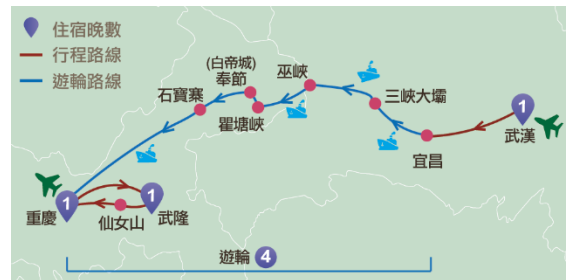 住宿晚數
行程路線
遊輪路線
(白帝城)
奉節
巫峽
石寶寨
瞿塘峽
三峽大壩
1
武漢
宜昌
1
重慶
仙女山
1
武隆
遊輪 4